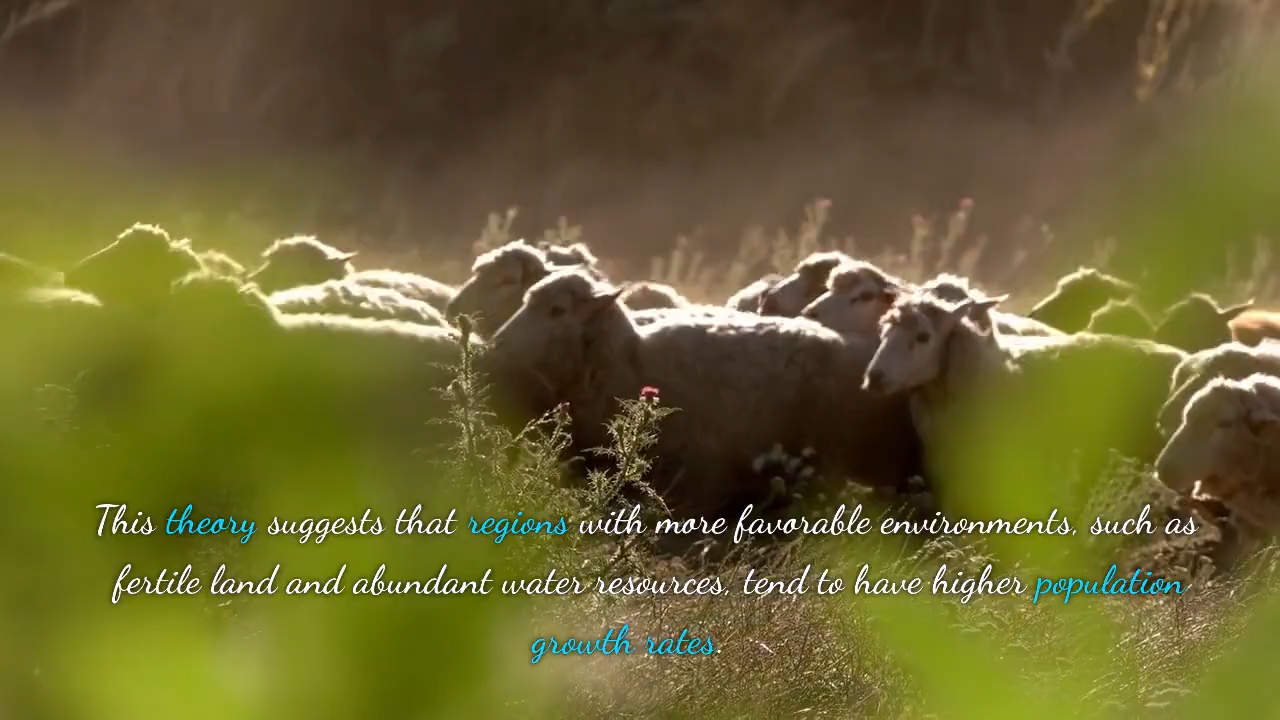 This theory suggests that regions with more favorable environments, such as
fertile land and abundant water resources, tend to have higher population
growth rates.